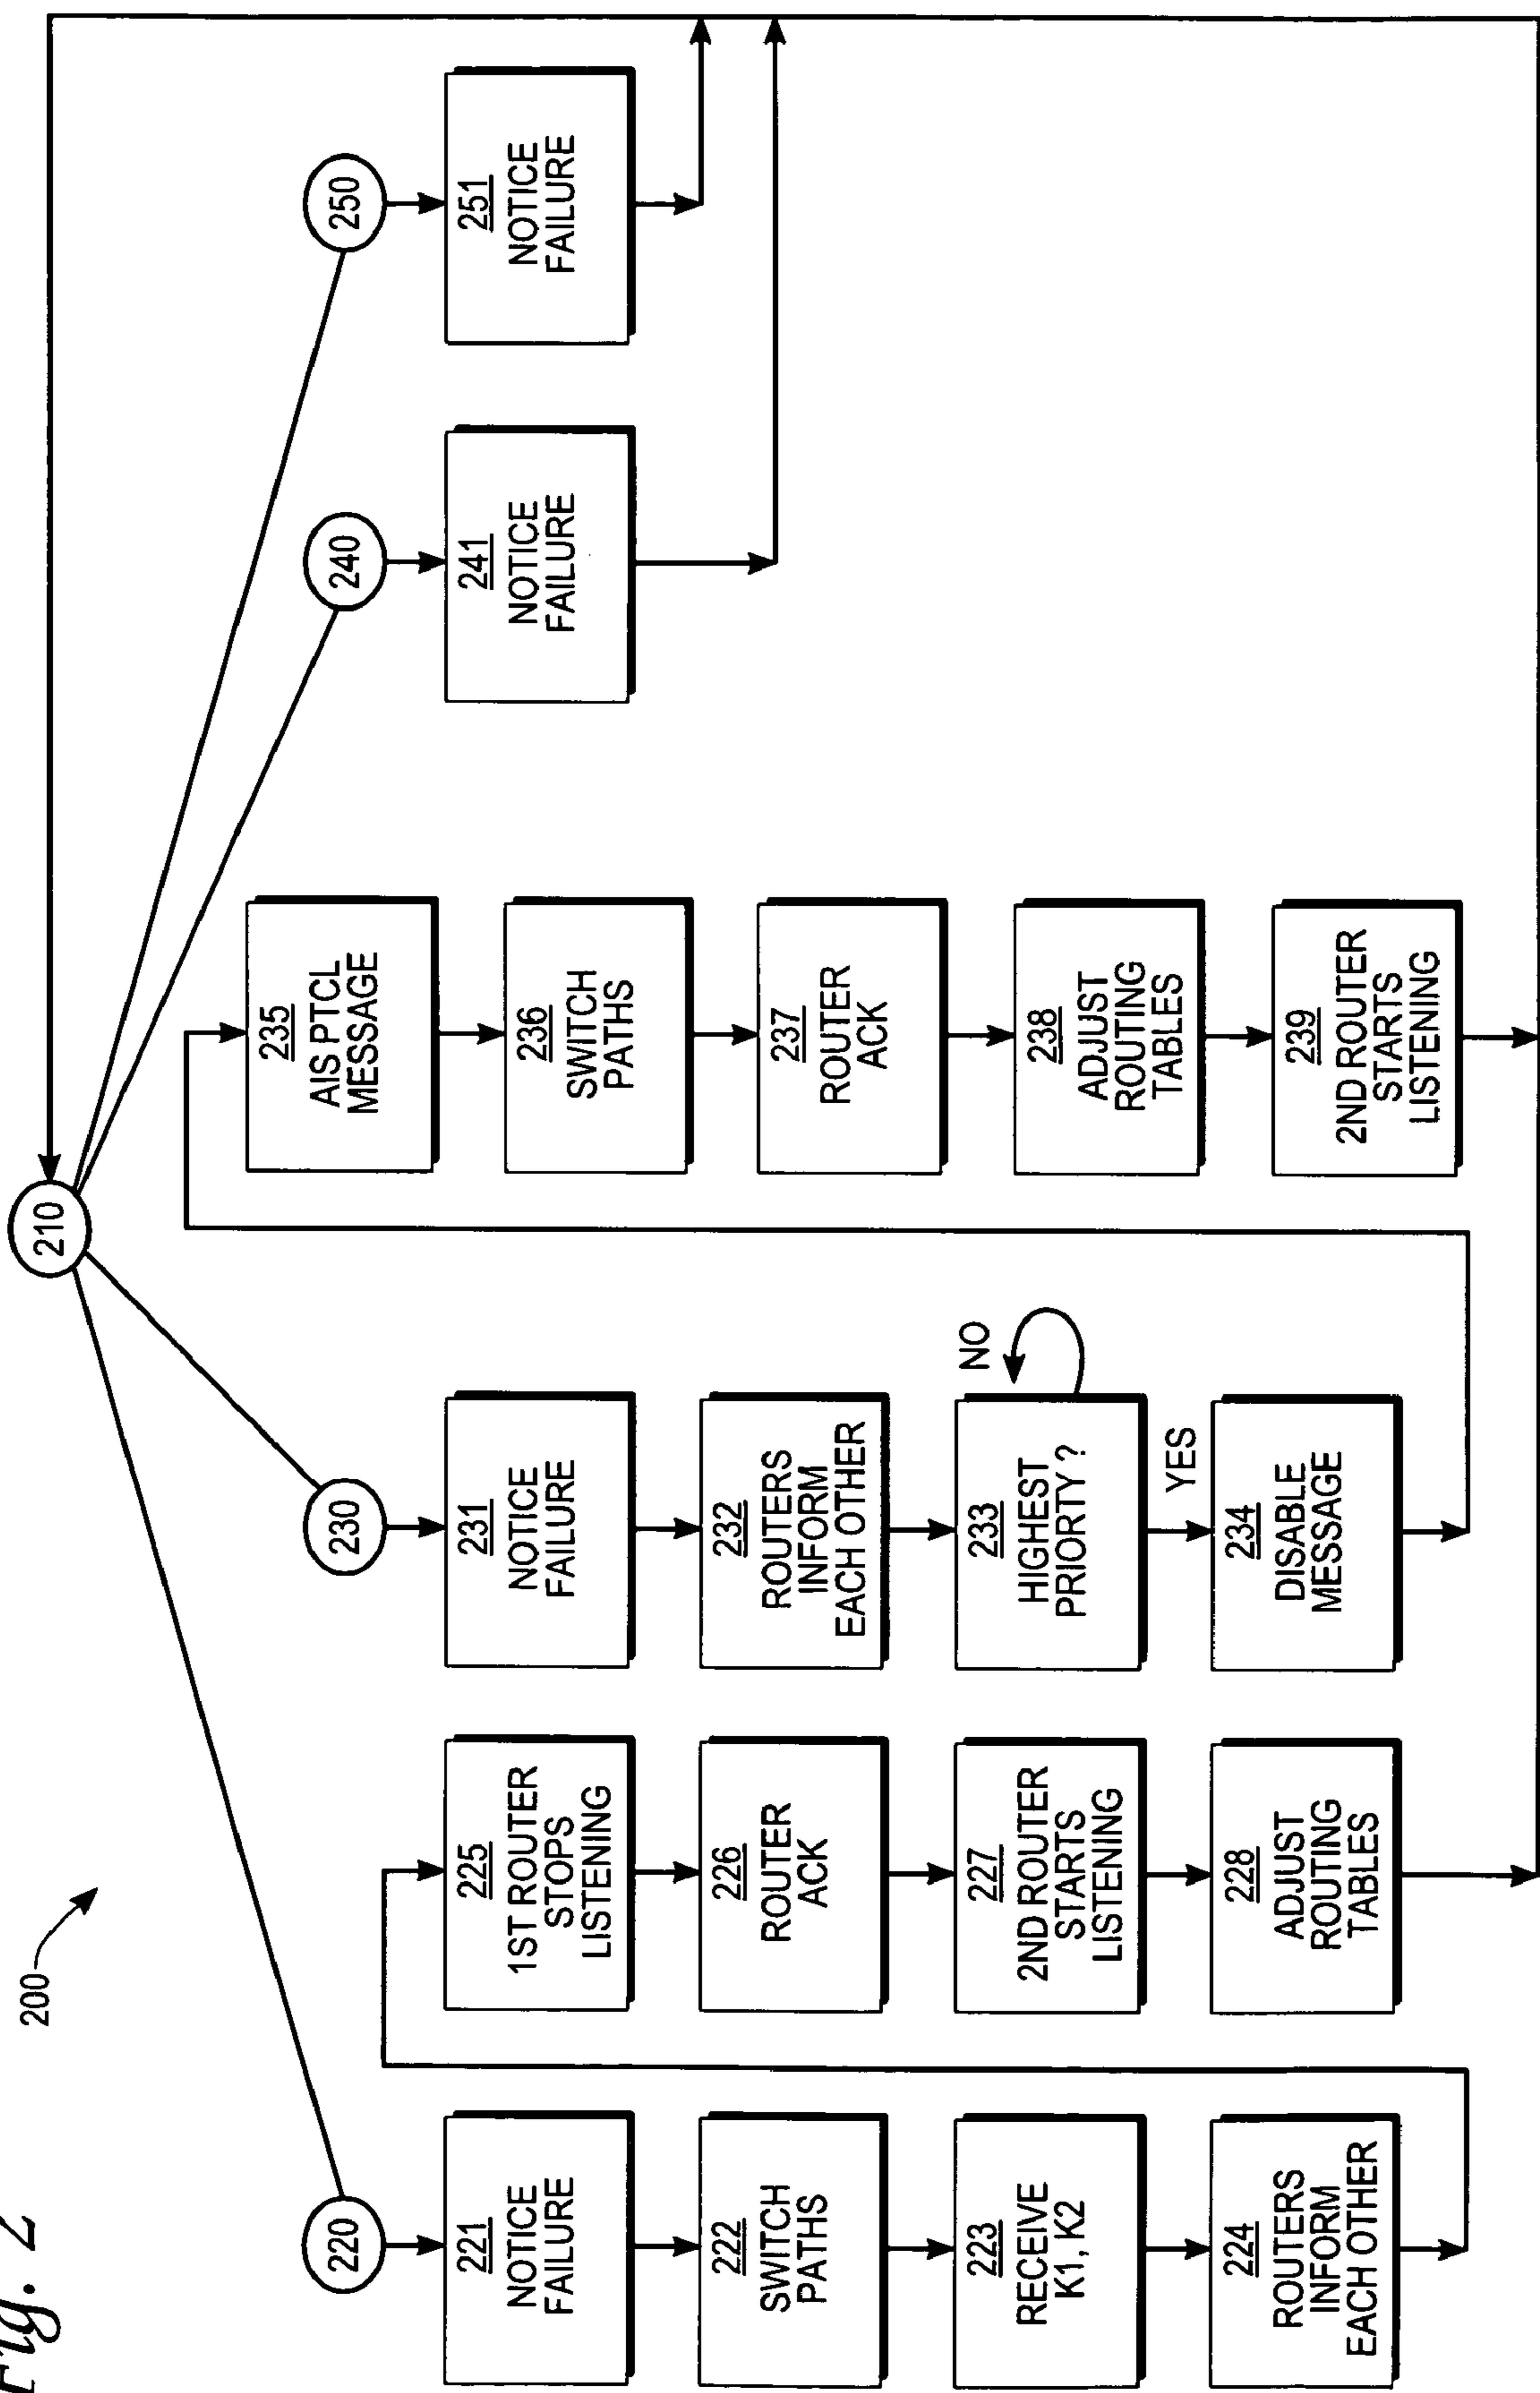 Fig. 2
200
210
220
221
NOTICE
FAILURE
222
SWITCH
PATHS
223
RECEIVE
K1, K2
224
ROUTERS
INFORM
EACH OTHER
225
1ST ROUTER
STOPS
LISTENING
226
ROUTER
ACK
227
2ND ROUTER
STARTS
LISTENING
228
ADJUST
ROUTING
TABLES
230
231
NOTICE
FAILURE
232
ROUTERS
INFORM
EACH OTHER
233
HIGHEST
PRIORITY?
NO
YES
234
DISABLE
MESSAGE
235
AIS PTCL
MESSAGE
236
SWITCH
PATHS
237
ROUTER
ACK
238
ADJUST
ROUTING
TABLES
239
2ND ROUTER
STARTS
LISTENING
240
241
NOTICE
FAILURE
250
251
NOTICE
FAILURE